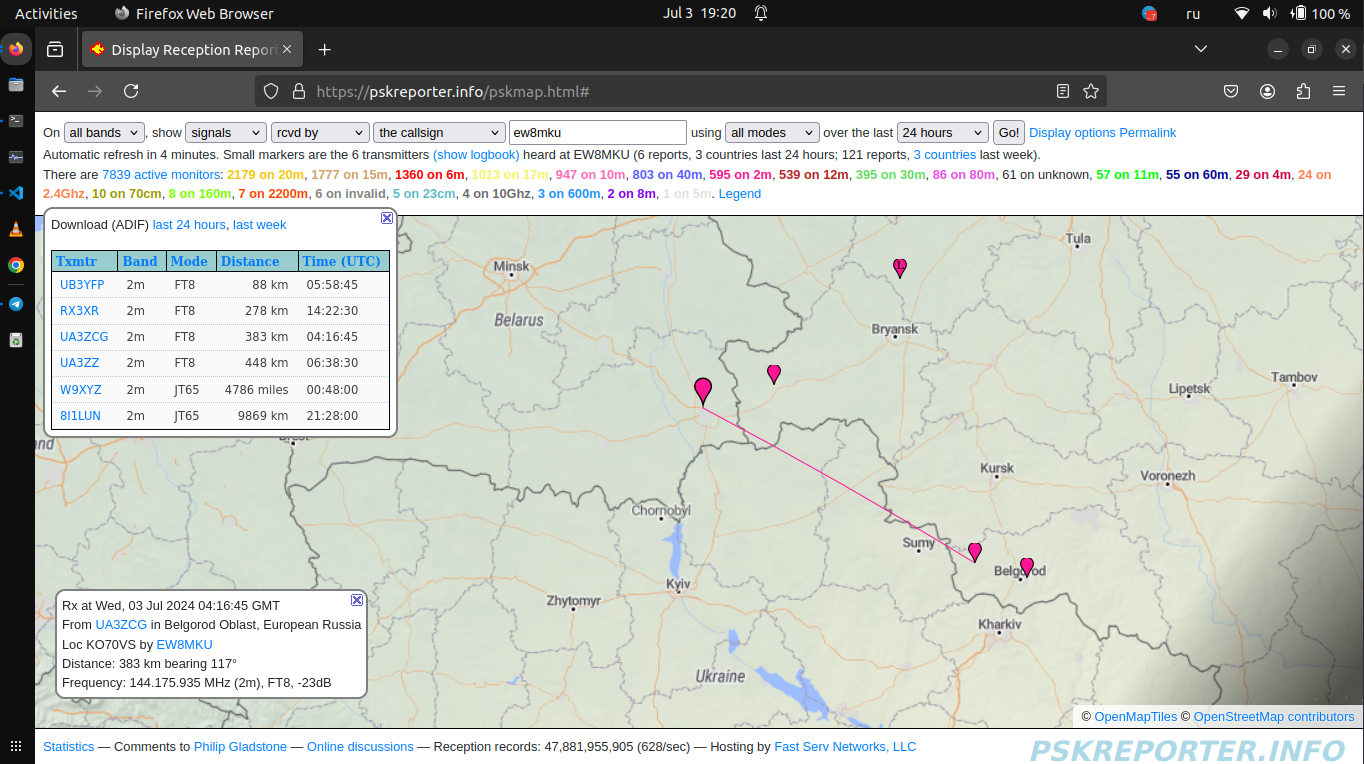 Activities Firefox Web Browser Jul 3 19:20 ru 100 %
Display Reception Report
https://pskreporter.info/pskmap.html#
On all bands, show signals rcvd by the callsign ew8mku using all modes over the last 24 hours Go! Display options Permalink
Automatic refresh in 4 minutes. Small markers are the 6 transmitters (show logbook) heard at EW8MKU (6 reports, 3 countries last 24 hours; 121 reports, 3 countries last week).
There are 7839 active monitors: 2179 on 20m, 1777 on 15m, 1360 on 6m, 1013 on 17m, 947 on 10m, 803 on 40m, 595 on 2m, 539 on 12m, 395 on 30m, 86 on 80m, 61 on unknown, 57 on 11m, 55 on 60m, 29 on 4m, 24 on
2.4Ghz, 10 on 70cm, 8 on 160m, 7 on 2200m, 6 on invalid, 5 on 23cm, 4 on 10Ghz, 3 on 600m, 2 on 8m, 1 on 5m. Legend
Download (ADIF) last 24 hours, last week
Txmtr Band Mode Distance Time (UTC)
UB3YFP 2m FT8 88 km 05:58:45
RX3XR 2m FT8 278 km 14:22:30
UA3ZCG 2m FT8 383 km 04:16:45
UA3ZZ 2m FT8 448 km 06:38:30
W9XYZ 2m JT65 4786 miles 00:48:00
8I1LUN 2m JT65 9869 km 21:28:00
Tula
L
Minsk
Belarus
Bryansk
Tambov
Lipetsk
Brest
Kursk
Voronezh
Chornobyl
Sumy
Belgorod
Kyiv
Zhytomyr
Kharkiv
Ukraine
Rx at Wed, 03 Jul 2024 04:16:45 GMT
From UA3ZCG in Belgorod Oblast, European Russia
Loc KO70VS by EW8MKU
Distance: 383 km bearing 117°
Frequency: 144.175.935 MHz (2m), FT8, -23dB
© OpenMapTiles © OpenStreetMap contributors
Statistics — Comments to Philip Gladstone — Online discussions — Reception records: 47,881,955,905 (628/sec) — Hosting by Fast Serv Networks, LLC
PSKREPORTER.INFO